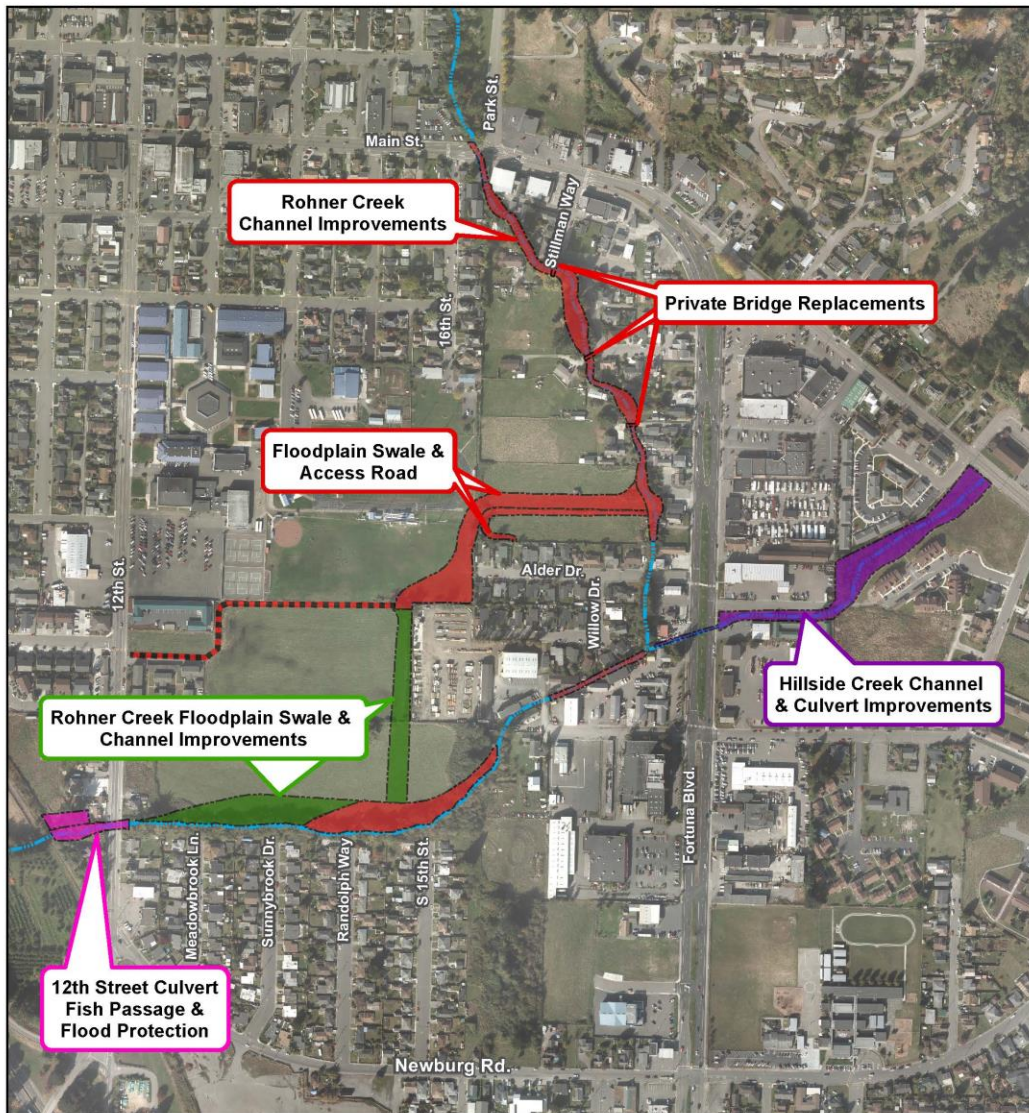 Park St.
Main St.
Rohner Creek
Channel Improvements
Stillman Way
Private Bridge Replacements
16th St.
Floodplain Swale &
Access Road
12th St.
Alder Dr.
Willow Dr.
Hillside Creek Channel
& Culvert Improvements
Rohner Creek Floodplain Swale &
Channel Improvements
Fortuna Blvd.
Meadowbrook Ln.
Sunnybrook Dr.
Randolph Way
S 15th St.
12th Street Culvert
Fish Passage &
Flood Protection
Newburg Rd.